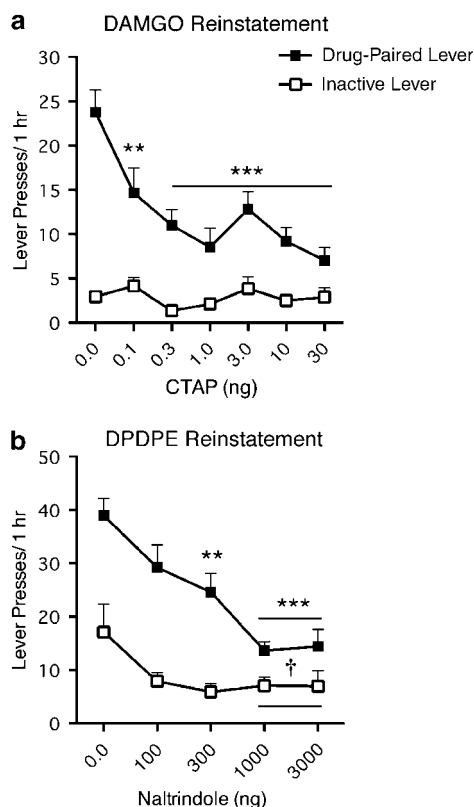 a
DAMGO Reinstatement
Drug-Paired Lever
Inactive Lever
Lever Presses/ 1 hr
30
25
20
15
10
5
0
**
***
0.0 0.1 0.3 1.0 3.0 10 30
CTAP (ng)
b
DPDPE Reinstatement
Lever Presses/ 1 hr
50
40
30
20
10
0
**
***
†
0.0 100 300 1000 3000
Naltrindole (ng)